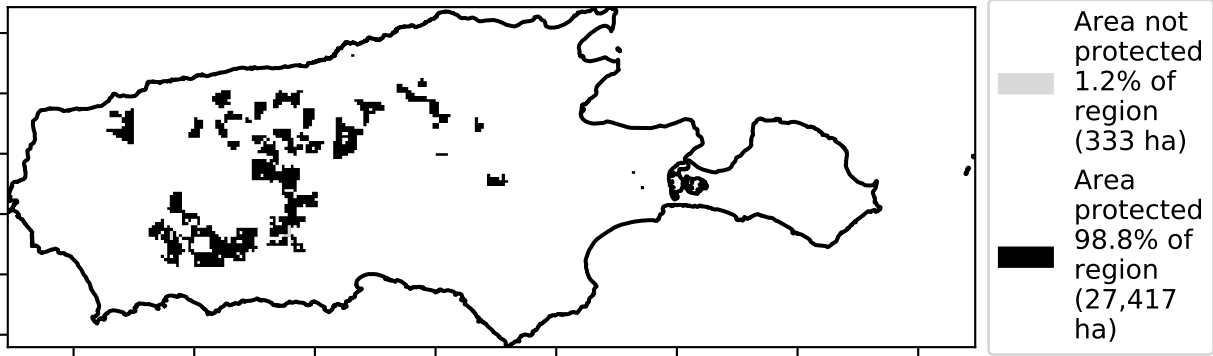 Area not
protected
1.2% of
region
(333 ha)
Area
protected
98.8% of
region
(27,417
ha)